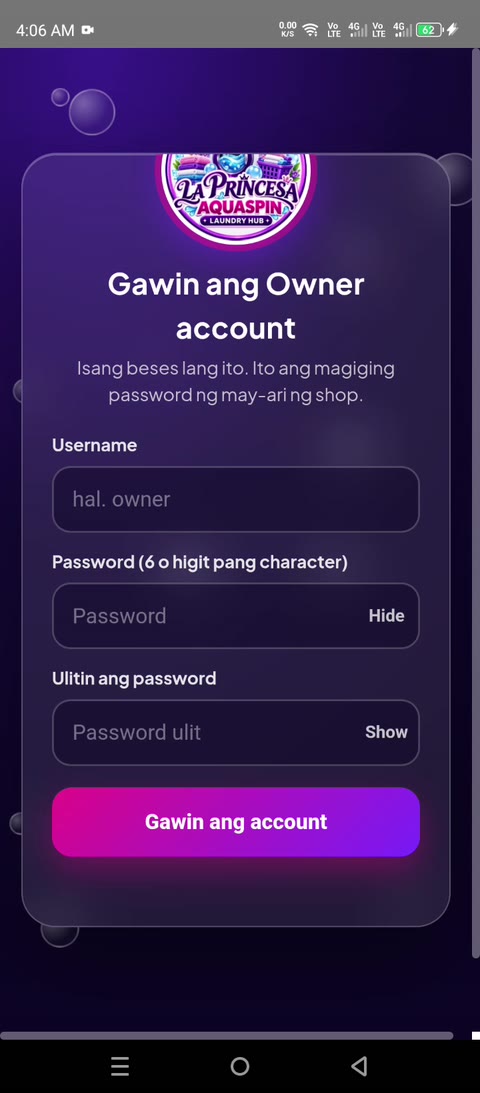 4:06 AM
0.00 K/S Vo LTE 4G Vo LTE 4G 62
LA PRINCESA
AQUASPIN
LAUNDRY HUB
Gawin ang Owner
account
Isang beses lang ito. Ito ang magiging
password ng may-ari ng shop.
Username
hal. owner
Password (6 o higit pang character)
Password Hide
Ulitin ang password
Password ulit Show
Gawin ang account